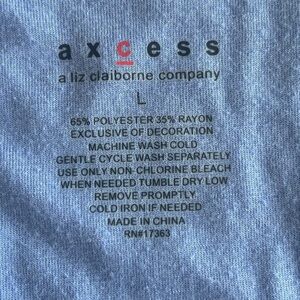 axcess
a liz claiborne company
L
65% POLYESTER 35% RAYON
EXCLUSIVE OF DECORATION
MACHINE WASH COLD
GENTLE CYCLE WASH SEPARATELY
USE ONLY NON-CHLORINE BLEACH
WHEN NEEDED TUMBLE DRY LOW
REMOVE PROMPTLY
COLD IRON IF NEEDED
MADE IN CHINA
RN#17363